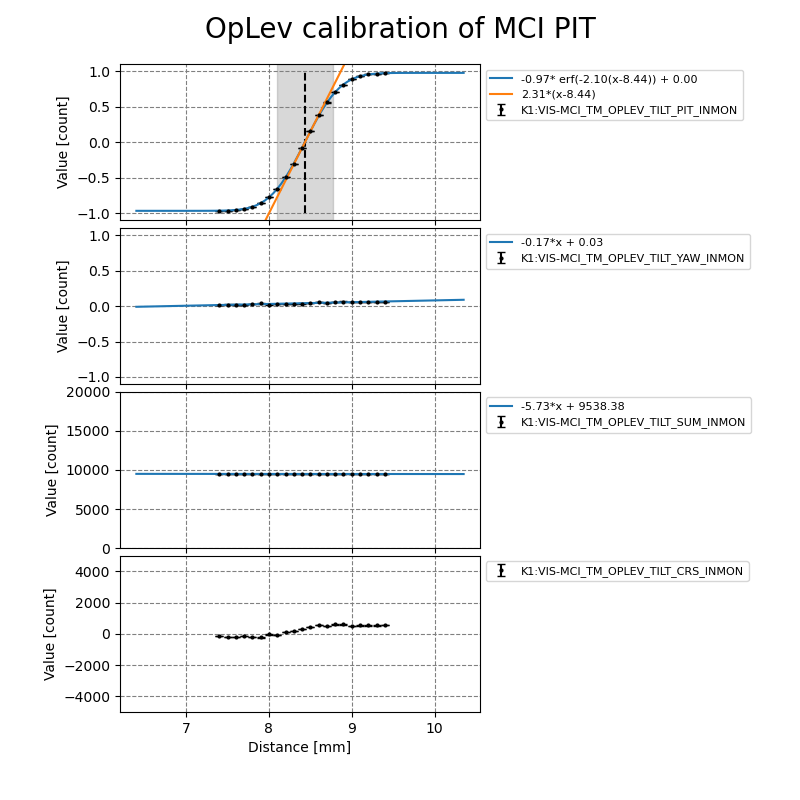 OpLev calibration of MCI PIT
1.0
0.5
0.0
−0.5
−1.0
Value [count]
-0.97* erf(-2.10(x-8.44)) + 0.00
2.31*(x-8.44)
K1:VIS-MCI_TM_OPLEV_TILT_PIT_INMON
1.0
0.5
0.0
−0.5
−1.0
Value [count]
-0.17*x + 0.03
K1:VIS-MCI_TM_OPLEV_TILT_YAW_INMON
20000
15000
10000
5000
0
Value [count]
-5.73*x + 9538.38
K1:VIS-MCI_TM_OPLEV_TILT_SUM_INMON
4000
2000
0
−2000
−4000
Value [count]
K1:VIS-MCI_TM_OPLEV_TILT_CRS_INMON
7 8 9 10
Distance [mm]